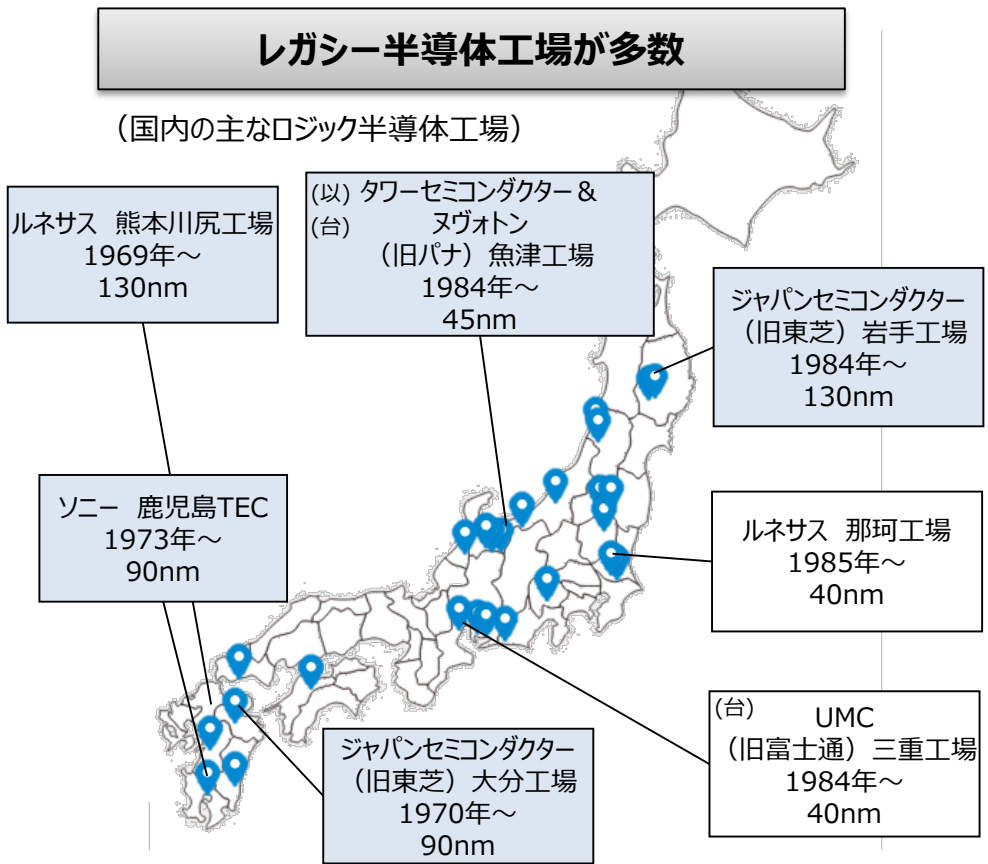 レガシー半導体工場が多数
（国内の主なロジック半導体工場）
ルネサス 熊本川尻工場
1969年～
130nm
(以) タワーセミコンダクター＆
(台) ヌヴォトン
（旧パナ）魚津工場
1984年～
45nm
ジャパンセミコンダクター
（旧東芝）岩手工場
1984年～
130nm
ソニー 鹿児島TEC
1973年～
90nm
ルネサス 那珂工場
1985年～
40nm
(台) UMC
（旧富士通）三重工場
1984年～
40nm
ジャパンセミコンダクター
（旧東芝）大分工場
1970年～
90nm